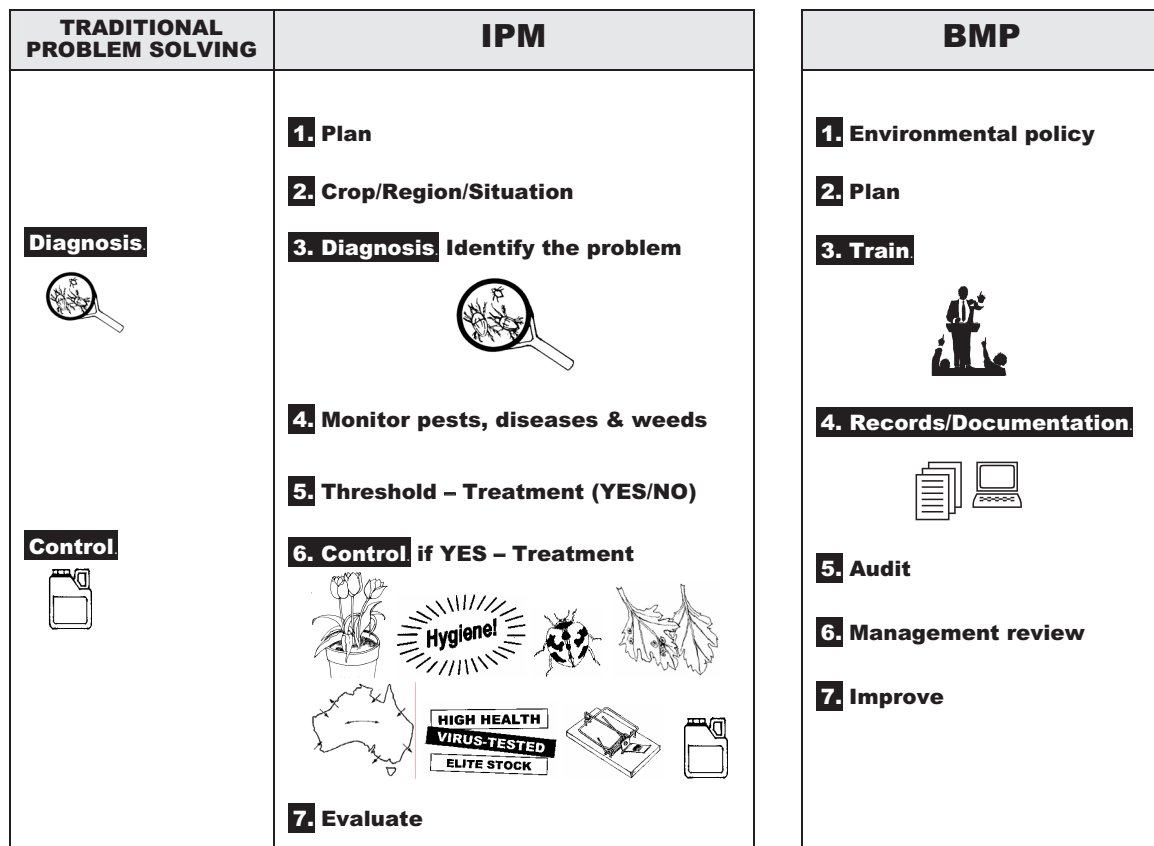 TRADITIONAL
PROBLEM SOLVING
Diagnosis.
Control.
IPM
1. Plan
2. Crop/Region/Situation
3. Diagnosis. Identify the problem
4. Monitor pests, diseases & weeds
5. Threshold – Treatment (YES/NO)
6. Control. if YES – Treatment
Hygiene!
HIGH HEALTH
VIRUS-TESTED
ELITE STOCK
7. Evaluate
BMP
1. Environmental policy
2. Plan
3. Train.
4. Records/Documentation.
5. Audit
6. Management review
7. Improve